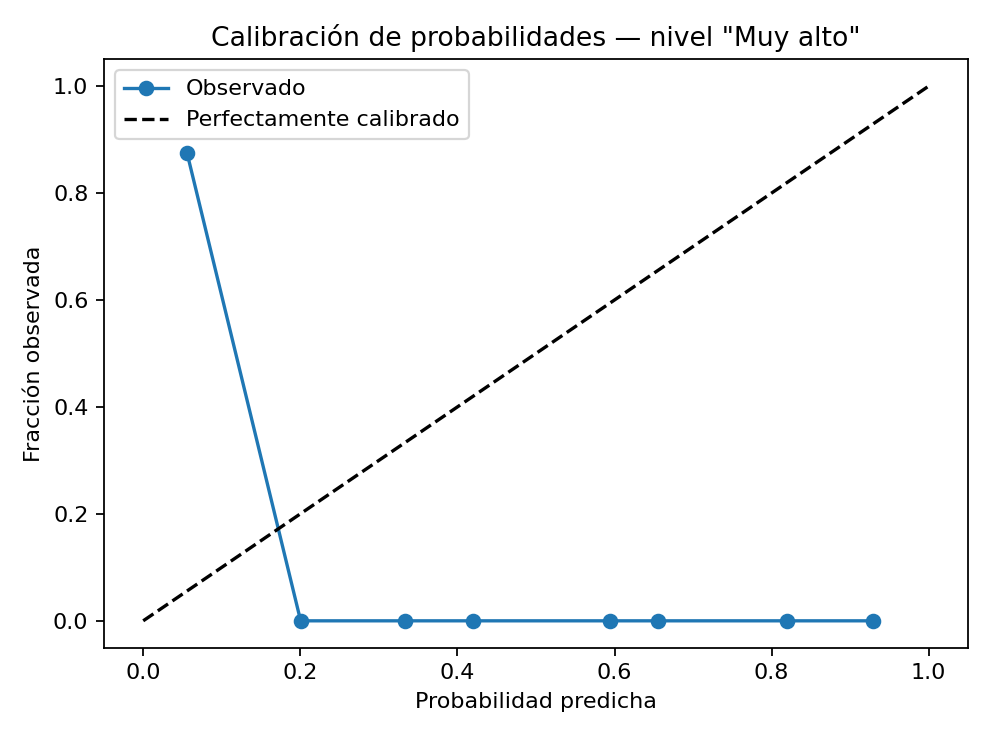 Calibración de probabilidades — nivel "Muy alto"
Observado
Perfectamente calibrado
Fracción observada
1.0
0.8
0.6
0.4
0.2
0.0
0.0 0.2 0.4 0.6 0.8 1.0
Probabilidad predicha